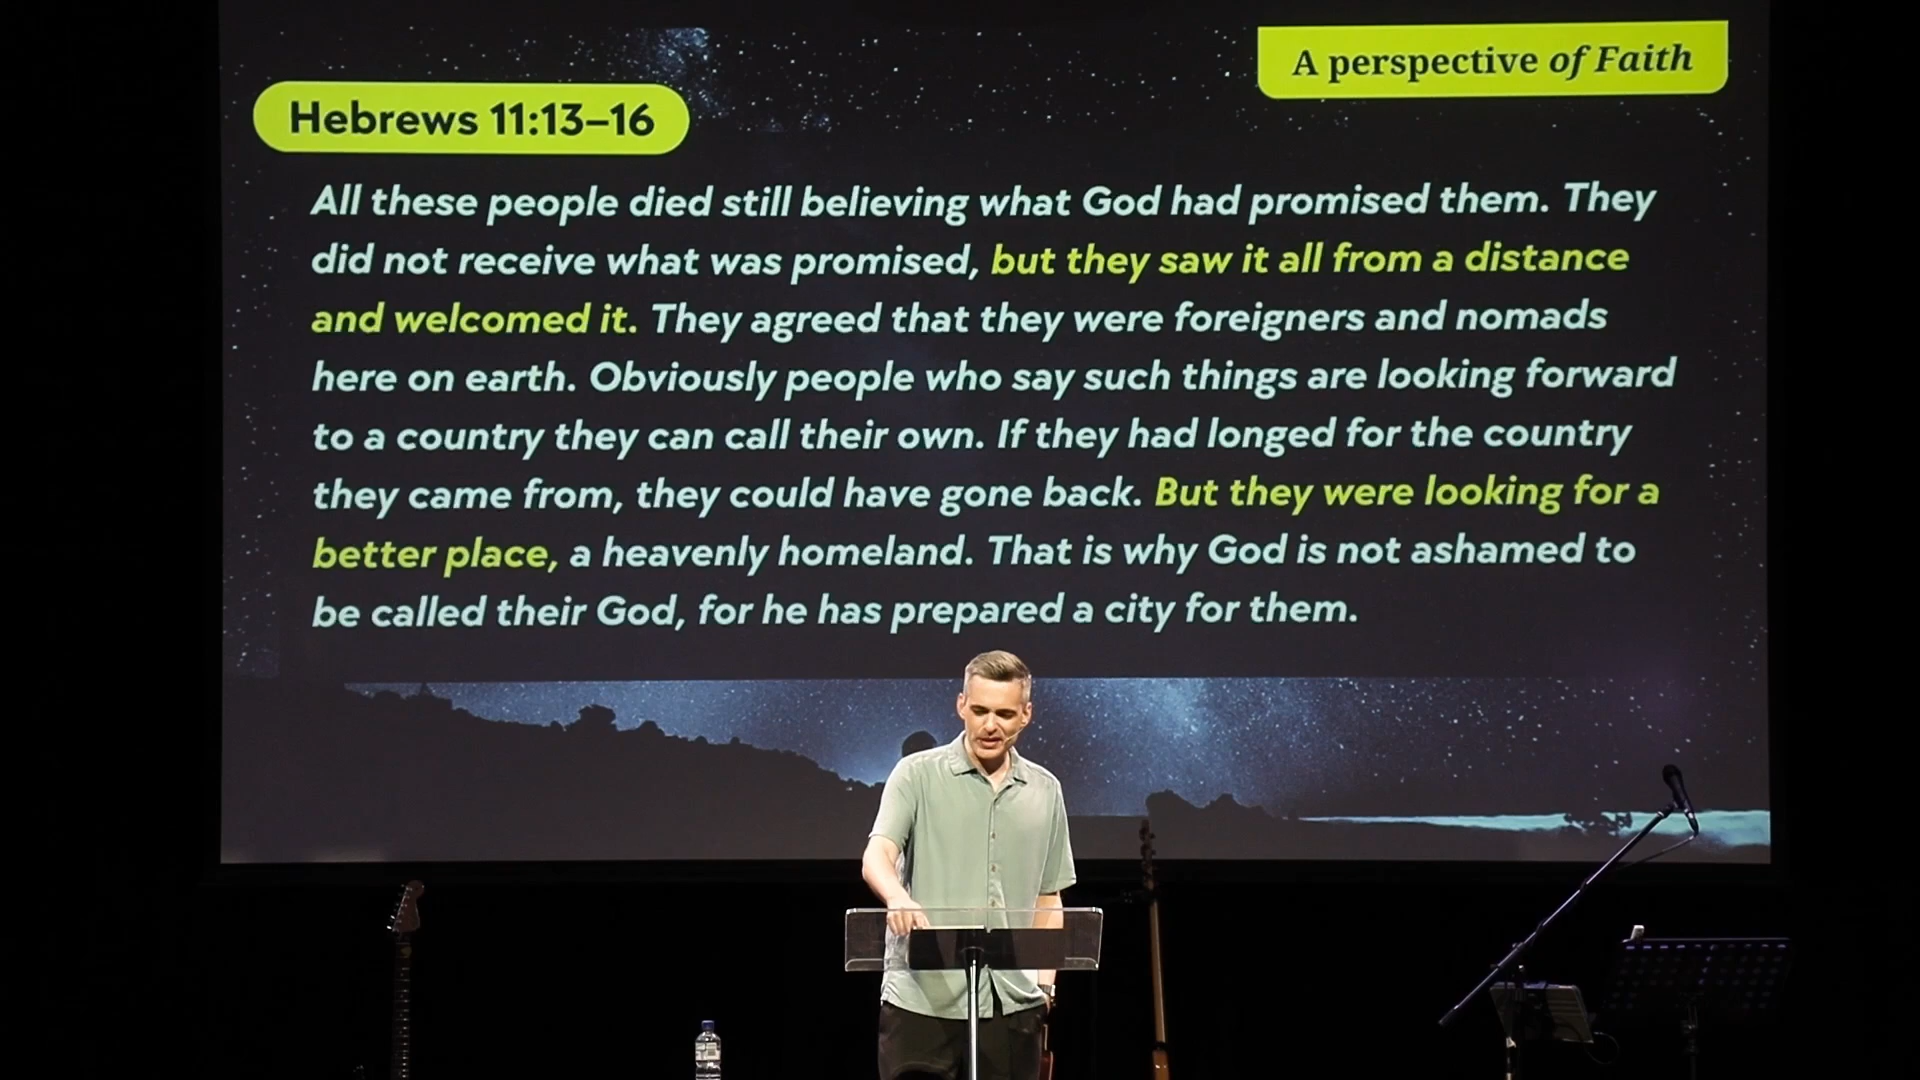 A perspective of Faith
Hebrews 11:13–16
All these people died still believing what God had promised them. They
did not receive what was promised, but they saw it all from a distance
and welcomed it. They agreed that they were foreigners and nomads
here on earth. Obviously people who say such things are looking forward
to a country they can call their own. If they had longed for the country
they came from, they could have gone back. But they were looking for a
better place, a heavenly homeland. That is why God is not ashamed to
be called their God, for he has prepared a city for them.